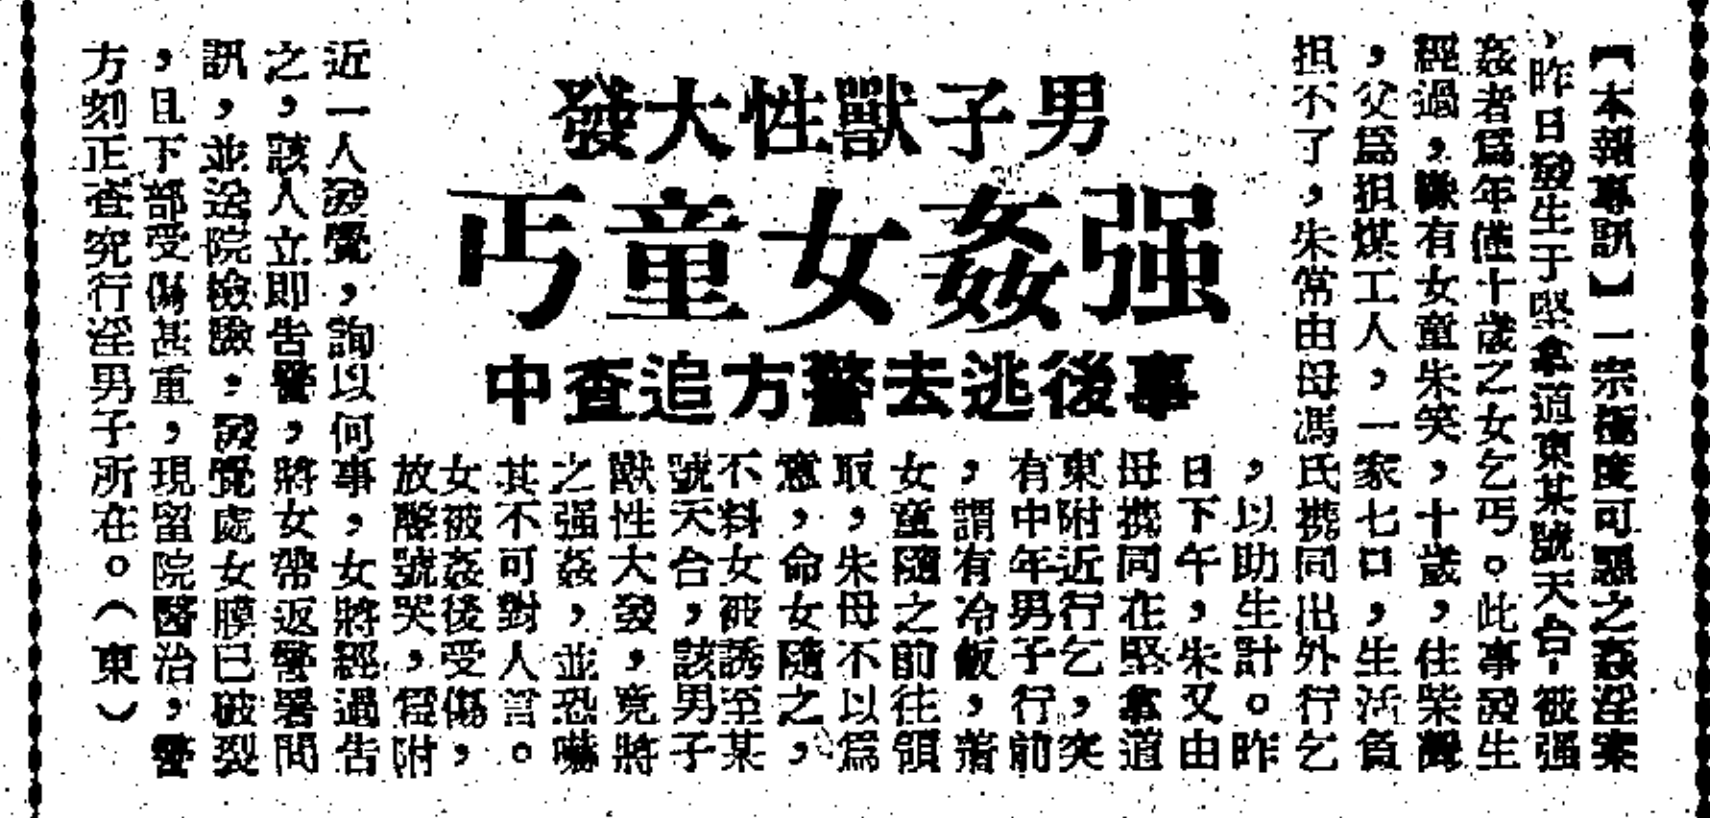 男子獸性大發
强姦女童丐
事後逃去警方追查中
【本報專訊】一宗極度可惡之姦淫案
，昨日發生于堅拿道東某號天台，被强
姦者爲年僅十歲之女乞丐。此事發生
經過，緣有女童朱笑，十歲，住柴灣
，父爲担煤工人，一家七口，生活負
担不了，朱常由母馮氏携同出外行乞
，以助生計。昨
日下午，朱又由
母携同在堅拿道
東附近行乞，突
有中年男子行前
，謂有冷飯，着
女童隨之前往領
取，朱母不以爲
意，命女隨之，
不料女被誘至某
號天台，該男子
獸性大發，竟將
之强姦，並恐嚇
其不可對人言。
女被姦後受傷，
放聲號哭，爲附
近一人發覺，詢以何事，女將經過告
之，該人立即告警，將女帶返警署問
訊，並送院檢驗，發覺處女膜已破裂
，且下部受傷甚重，現留院醫治，警
方刻正查究行淫男子所在。（東）